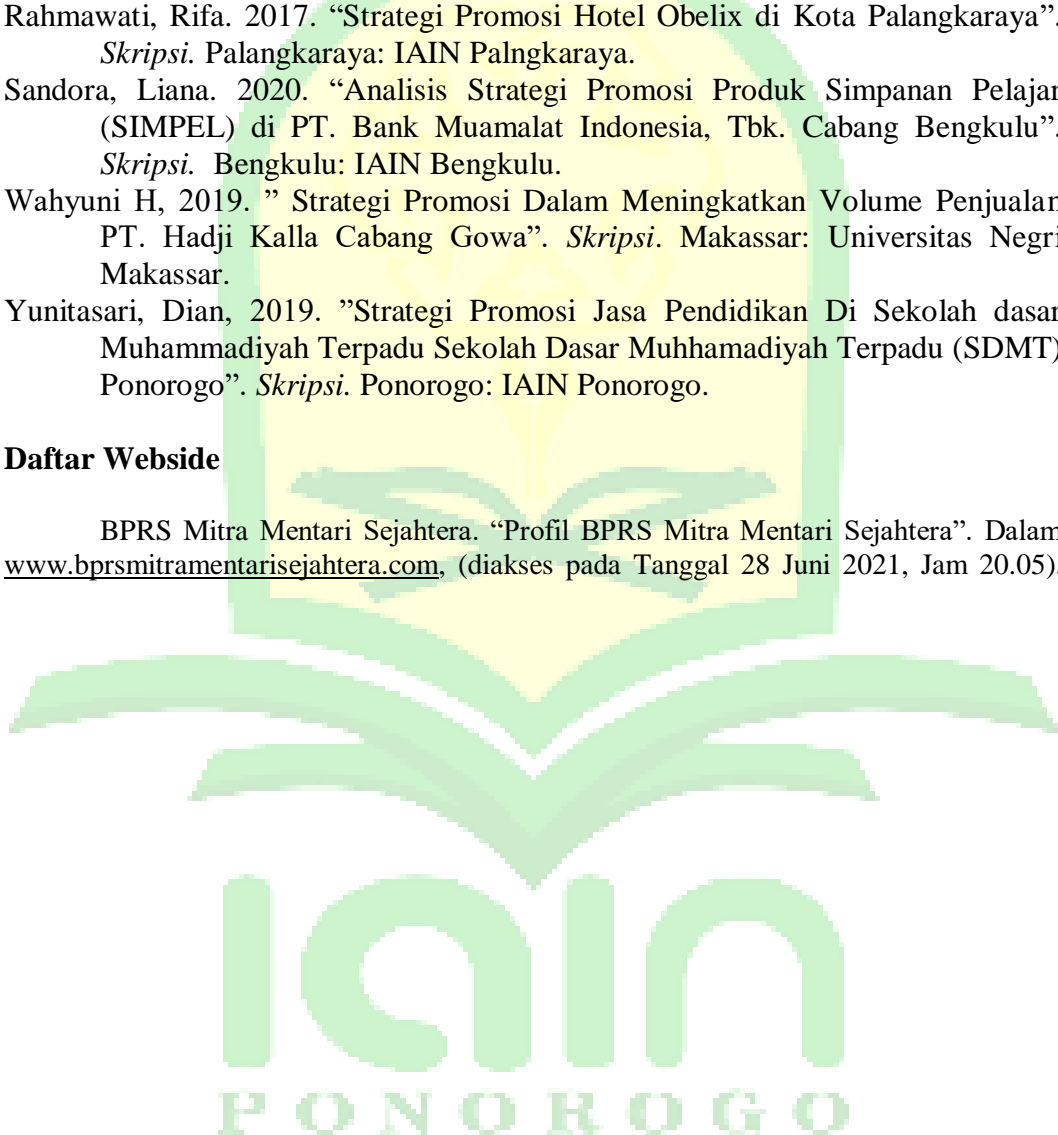 Rahmawati, Rifa. 2017. “Strategi Promosi Hotel Obelix di Kota Palangkaraya”.
Skripsi. Palangkaraya: IAIN Palngkaraya.
Sandora, Liana. 2020. “Analisis Strategi Promosi Produk Simpanan Pelajar
(SIMPEL) di PT. Bank Muamalat Indonesia, Tbk. Cabang Bengkulu”.
Skripsi. Bengkulu: IAIN Bengkulu.
Wahyuni H, 2019. ” Strategi Promosi Dalam Meningkatkan Volume Penjualan
PT. Hadji Kalla Cabang Gowa”. Skripsi. Makassar: Universitas Negri
Makassar.
Yunitasari, Dian, 2019. ”Strategi Promosi Jasa Pendidikan Di Sekolah dasar
Muhammadiyah Terpadu Sekolah Dasar Muhhamadiyah Terpadu (SDMT)
Ponorogo”. Skripsi. Ponorogo: IAIN Ponorogo.
Daftar Webside
BPRS Mitra Mentari Sejahtera. “Profil BPRS Mitra Mentari Sejahtera”. Dalam
www.bprsmitramentarisejahtera.com, (diakses pada Tanggal 28 Juni 2021, Jam 20.05).
iain
PONOROGO